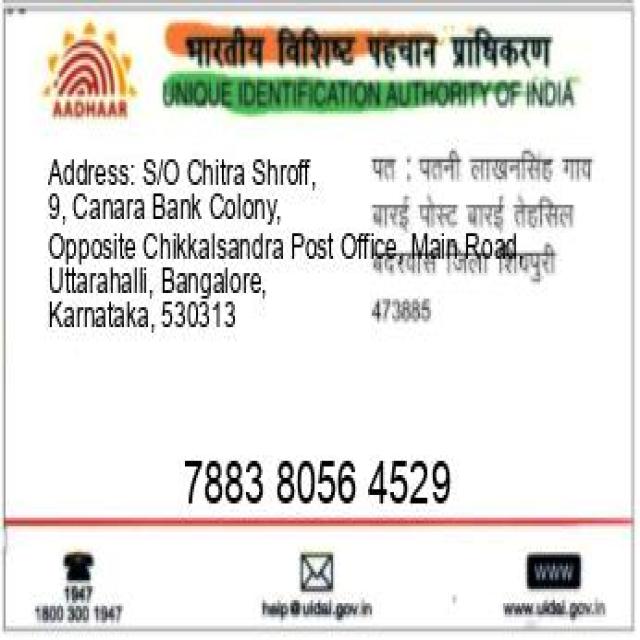 भारतीय विशिष्ट पहचान प्राधिकरण
AADHAAR
UNIQUE IDENTIFICATION AUTHORITY OF INDIA
Address: S/O Chitra Shroff,
9, Canara Bank Colony,
Opposite Chikkalsandra Post Office, Main Road,
Uttarahalli, Bangalore,
Karnataka, 530313
पत : पतनी लाखनसिंह गाय
बारई पोस्ट बारई तेहसिल
बदरवास जिला शिवपुरी
473885
7883 8056 4529
1947
1800 300 1947
help@uidai.gov.in
www
www.uidai.gov.in